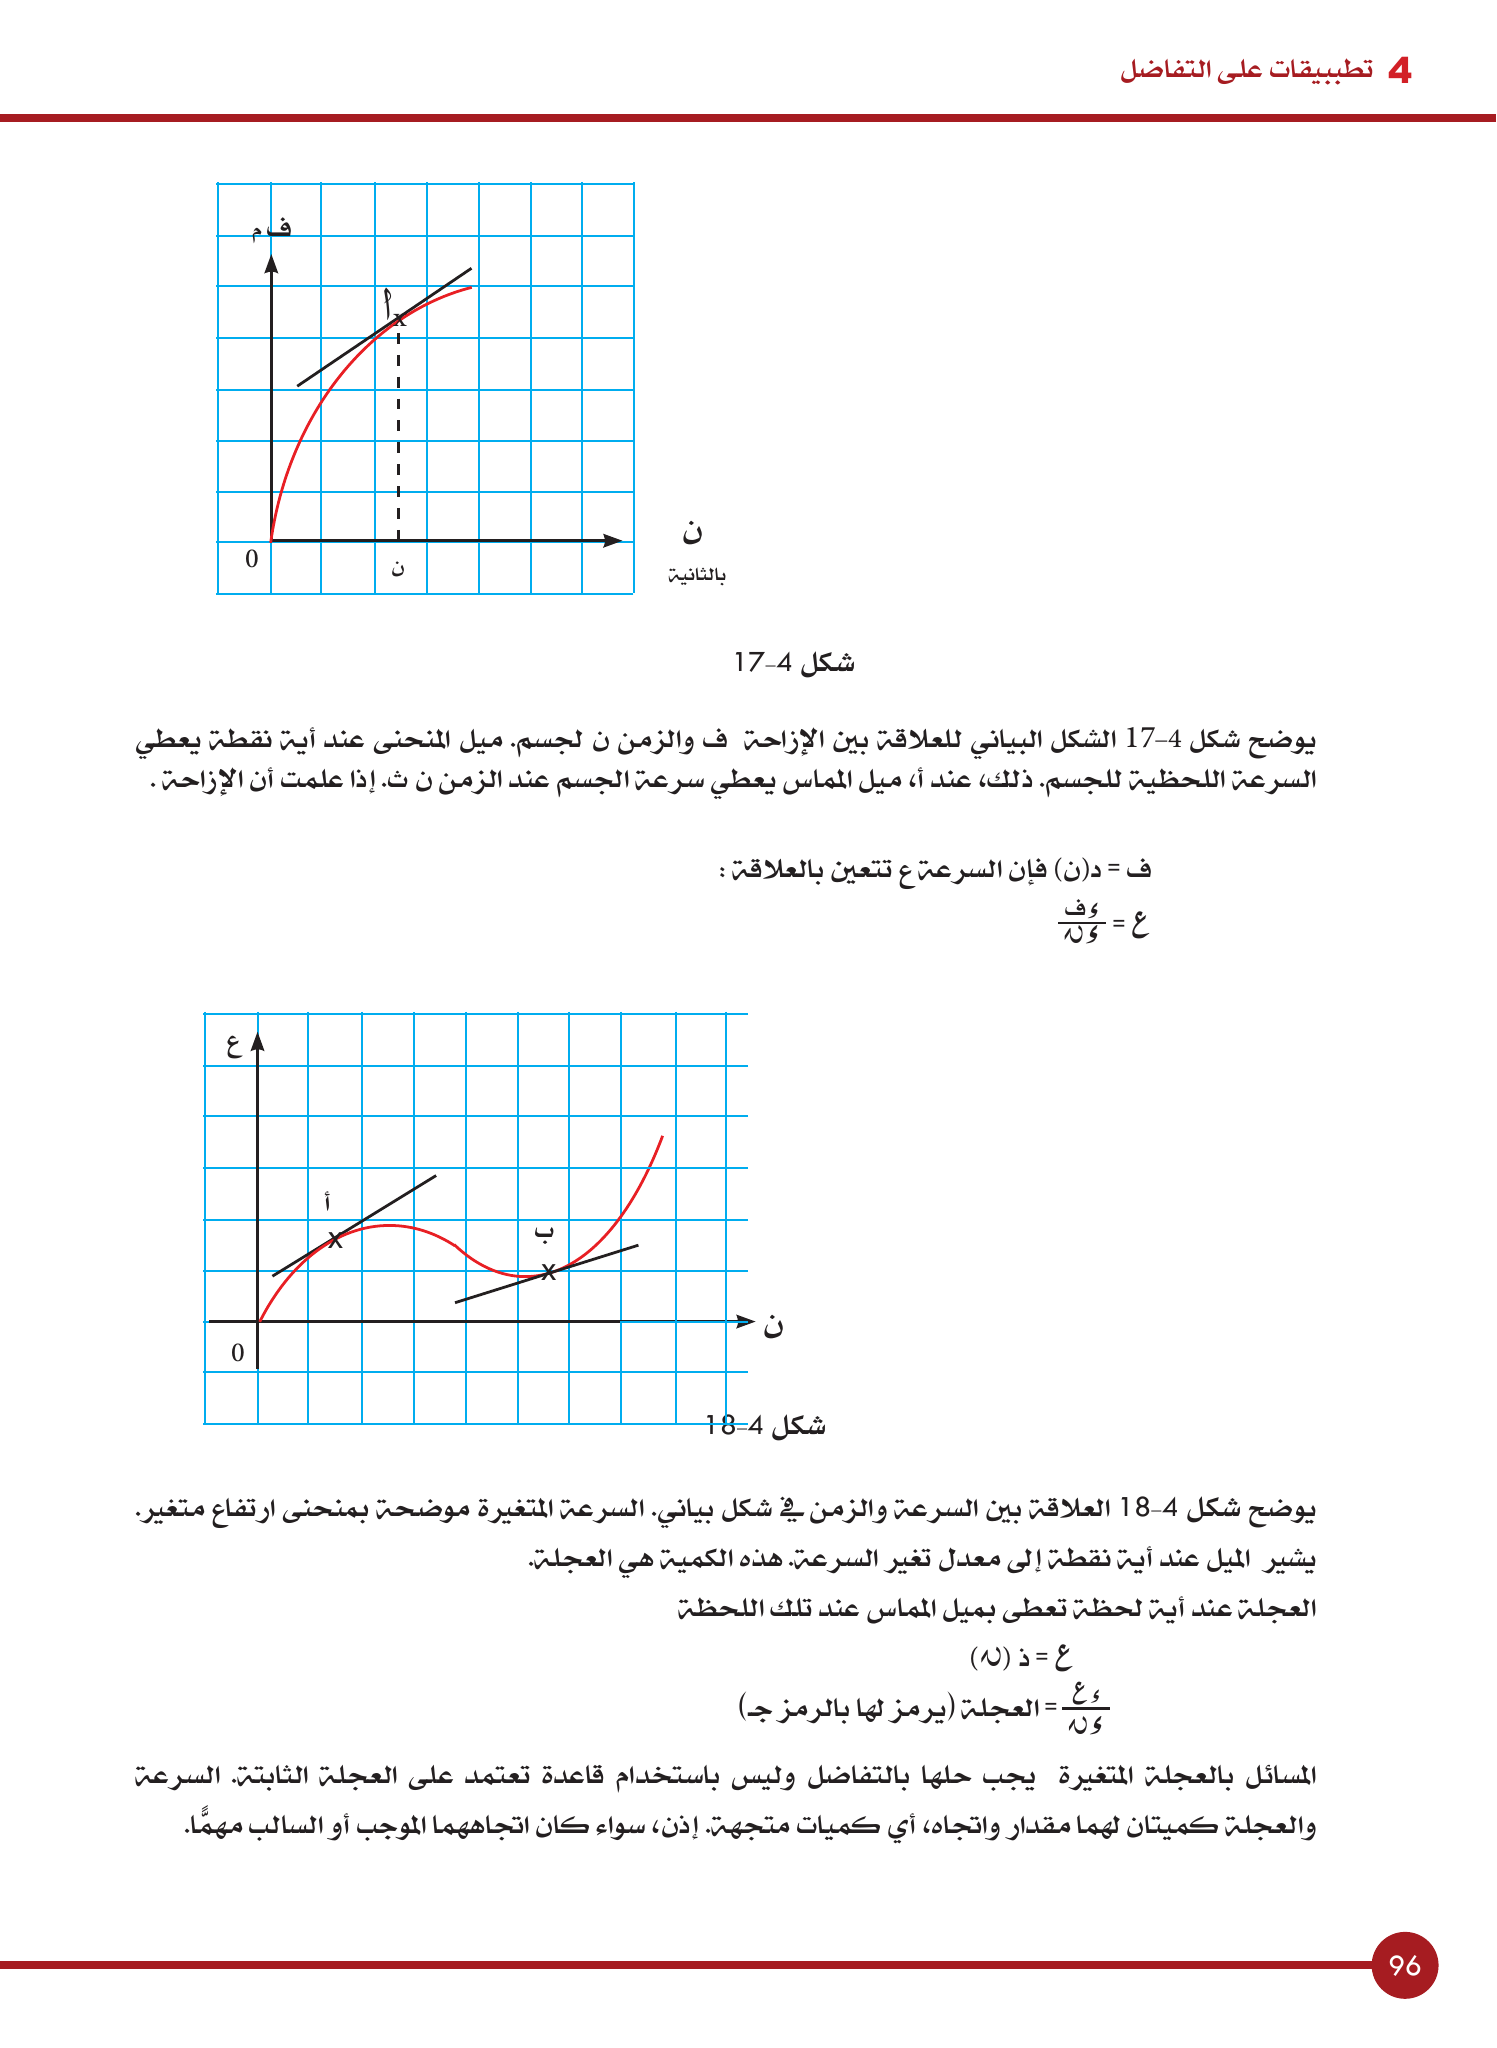 4 تطبيقات على التفاضل
ف م
أ
0
ن
ن
بالثانية
شكل 4–17
يوضح شكل 4–17 الشكل البياني للعلاقة بين الإزاحة ف والزمن ن لجسم. ميل المنحنى عند أية نقطة يعطي
السرعة اللحظية للجسم. ذلك، عند أ، ميل المماس يعطي سرعة الجسم عند الزمن ن ث. إذا علمت أن الإزاحة .
ف = د(ن) فإن السرعة ع تتعين بالعلاقة :
ع = ءف / ءن
ع
أ
ب
ن
0
شكل 4–18
يوضح شكل 4–18 العلاقة بين السرعة والزمن في شكل بياني. السرعة المتغيرة موضحة بمنحنى ارتفاع متغير.
يشير الميل عند أية نقطة إلى معدل تغير السرعة. هذه الكمية هي العجلة.
العجلة عند أية لحظة تعطى بميل المماس عند تلك اللحظة
ع = ذ (ن)
ءع / ءن = العجلة (يرمز لها بالرمز جـ)
المسائل بالعجلة المتغيرة يجب حلها بالتفاضل وليس باستخدام قاعدة تعتمد على العجلة الثابتة. السرعة
والعجلة كميتان لهما مقدار واتجاه، أي كميات متجهة. إذن، سواء كان اتجاههما الموجب أو السالب مهمًّا.
96